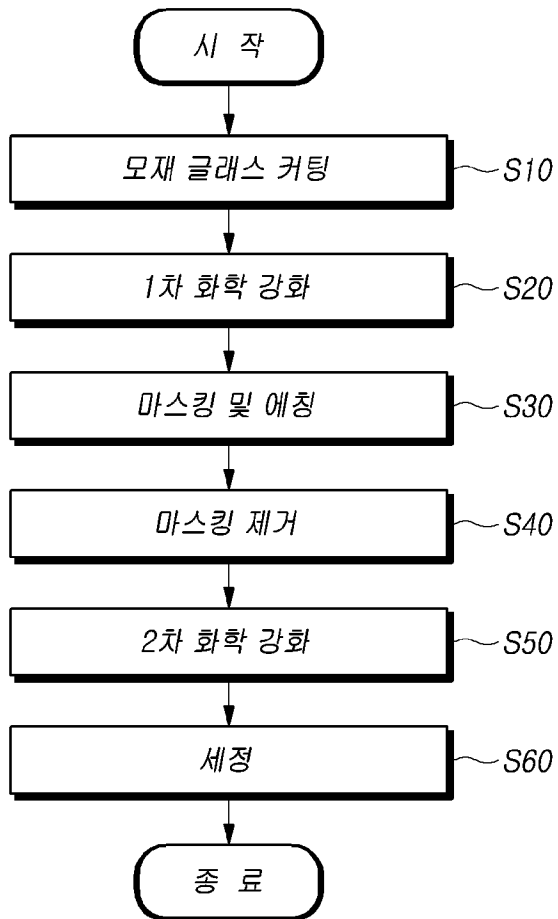 시 작
모재 글래스 커팅
S10
1차 화학 강화
S20
마스킹 및 에칭
S30
마스킹 제거
S40
2차 화학 강화
S50
세정
S60
종 료